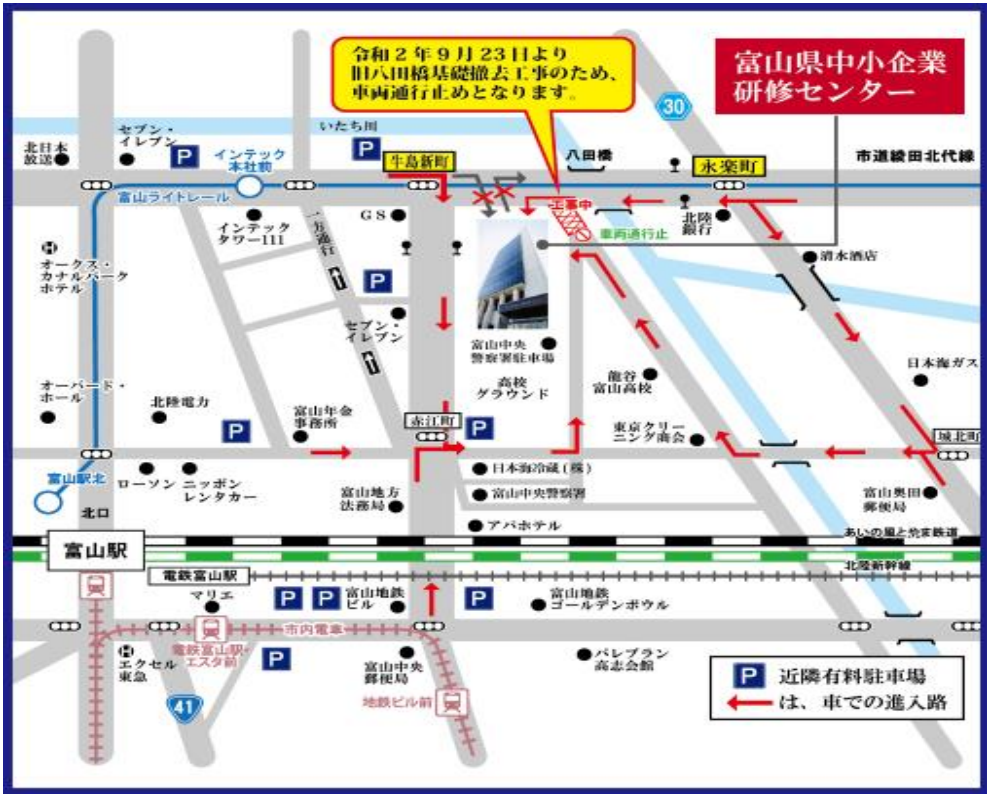 令和２年９月２３日より
旧八田橋基礎撤去工事のため、
車両通行止めとなります。
富山県中小企業
研修センター
30
いたち川
セブン・
イレブン
北日本
放送
P
インテック
本社前
P
牛島新町
八田橋
永楽町
市道綾田北代線
富山ライトレール
インテック
タワー111
一方通行
GS
工事中
車両通行止
北陸
銀行
清水酒店
H
オークス・
カナルパーク
ホテル
P
セブン・
イレブン
富山中央
警察署駐車場
高校
グラウンド
龍谷
富山高校
日本海ガス
オーバード・
ホール
北陸電力
P
富山年金
事務所
赤江町
P
東京クリー
ニング商会
城北町
富山駅北
ローソン
ニッポン
レンタカー
日本海冷蔵(株)
富山地方
法務局
富山中央警察署
富山奥田
郵便局
北口
アパホテル
あいの風とやま鉄道
富山駅
北陸新幹線
電鉄富山駅
マリエ
P
P
富山地鉄
ビル
P
富山地鉄
ゴールデンボウル
市内電車
電鉄富山駅・
エスタ前
H
エクセル
東急
P
富山中央
郵便局
パレブラン
高志会館
41
地鉄ビル前
P 近隣有料駐車場
は、車での進入路